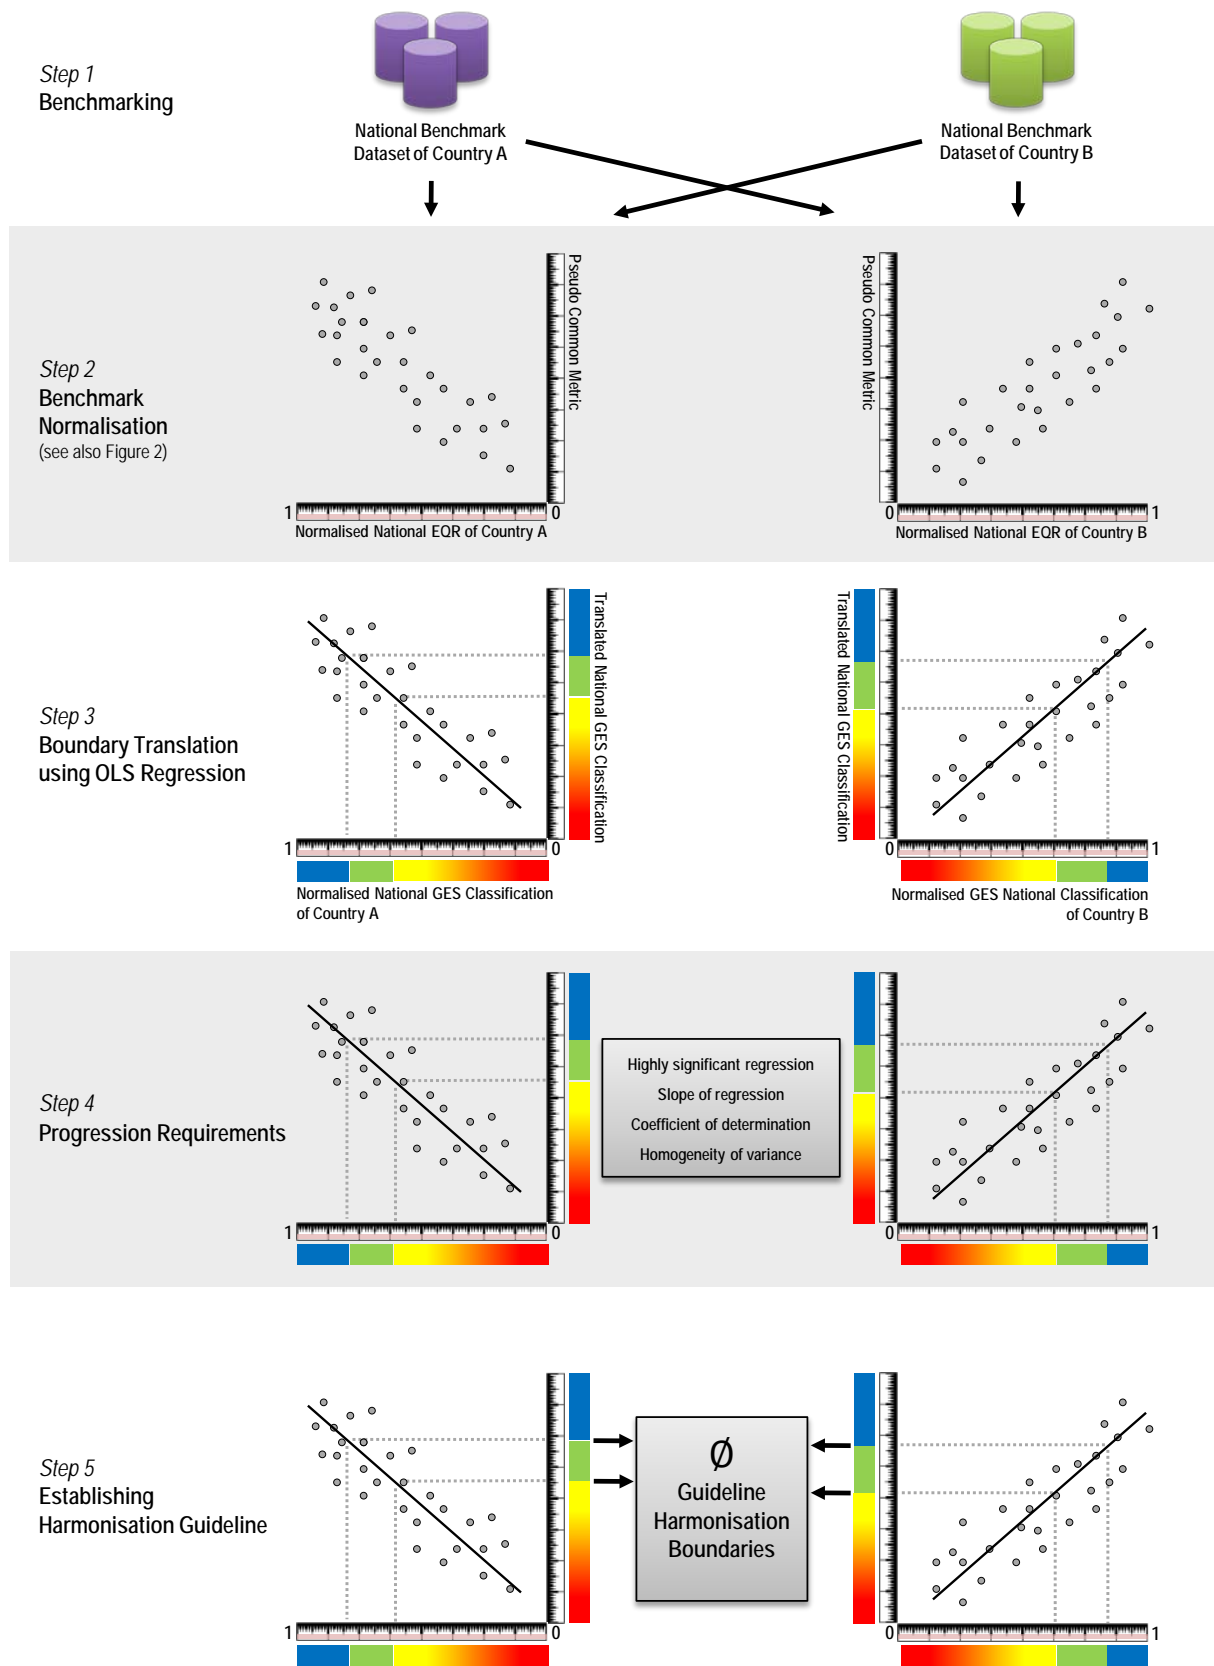 Step 1
Benchmarking
National Benchmark
Dataset of Country A
National Benchmark
Dataset of Country B
Step 2
Benchmark
Normalisation
(see also Figure 2)
Pseudo Common Metric
1
0
Normalised National EQR of Country A
Pseudo Common Metric
0
1
Normalised National EQR of Country B
Step 3
Boundary Translation
using OLS Regression
Translated National GES Classification
1
0
Normalised National GES Classification
of Country A
Translated National GES Classification
0
1
Normalised GES National Classification
of Country B
Step 4
Progression Requirements
1
0
Highly significant regression
Slope of regression
Coefficient of determination
Homogeneity of variance
0
1
Step 5
Establishing
Harmonisation Guideline
1
0
Ø
Guideline
Harmonisation
Boundaries
0
1